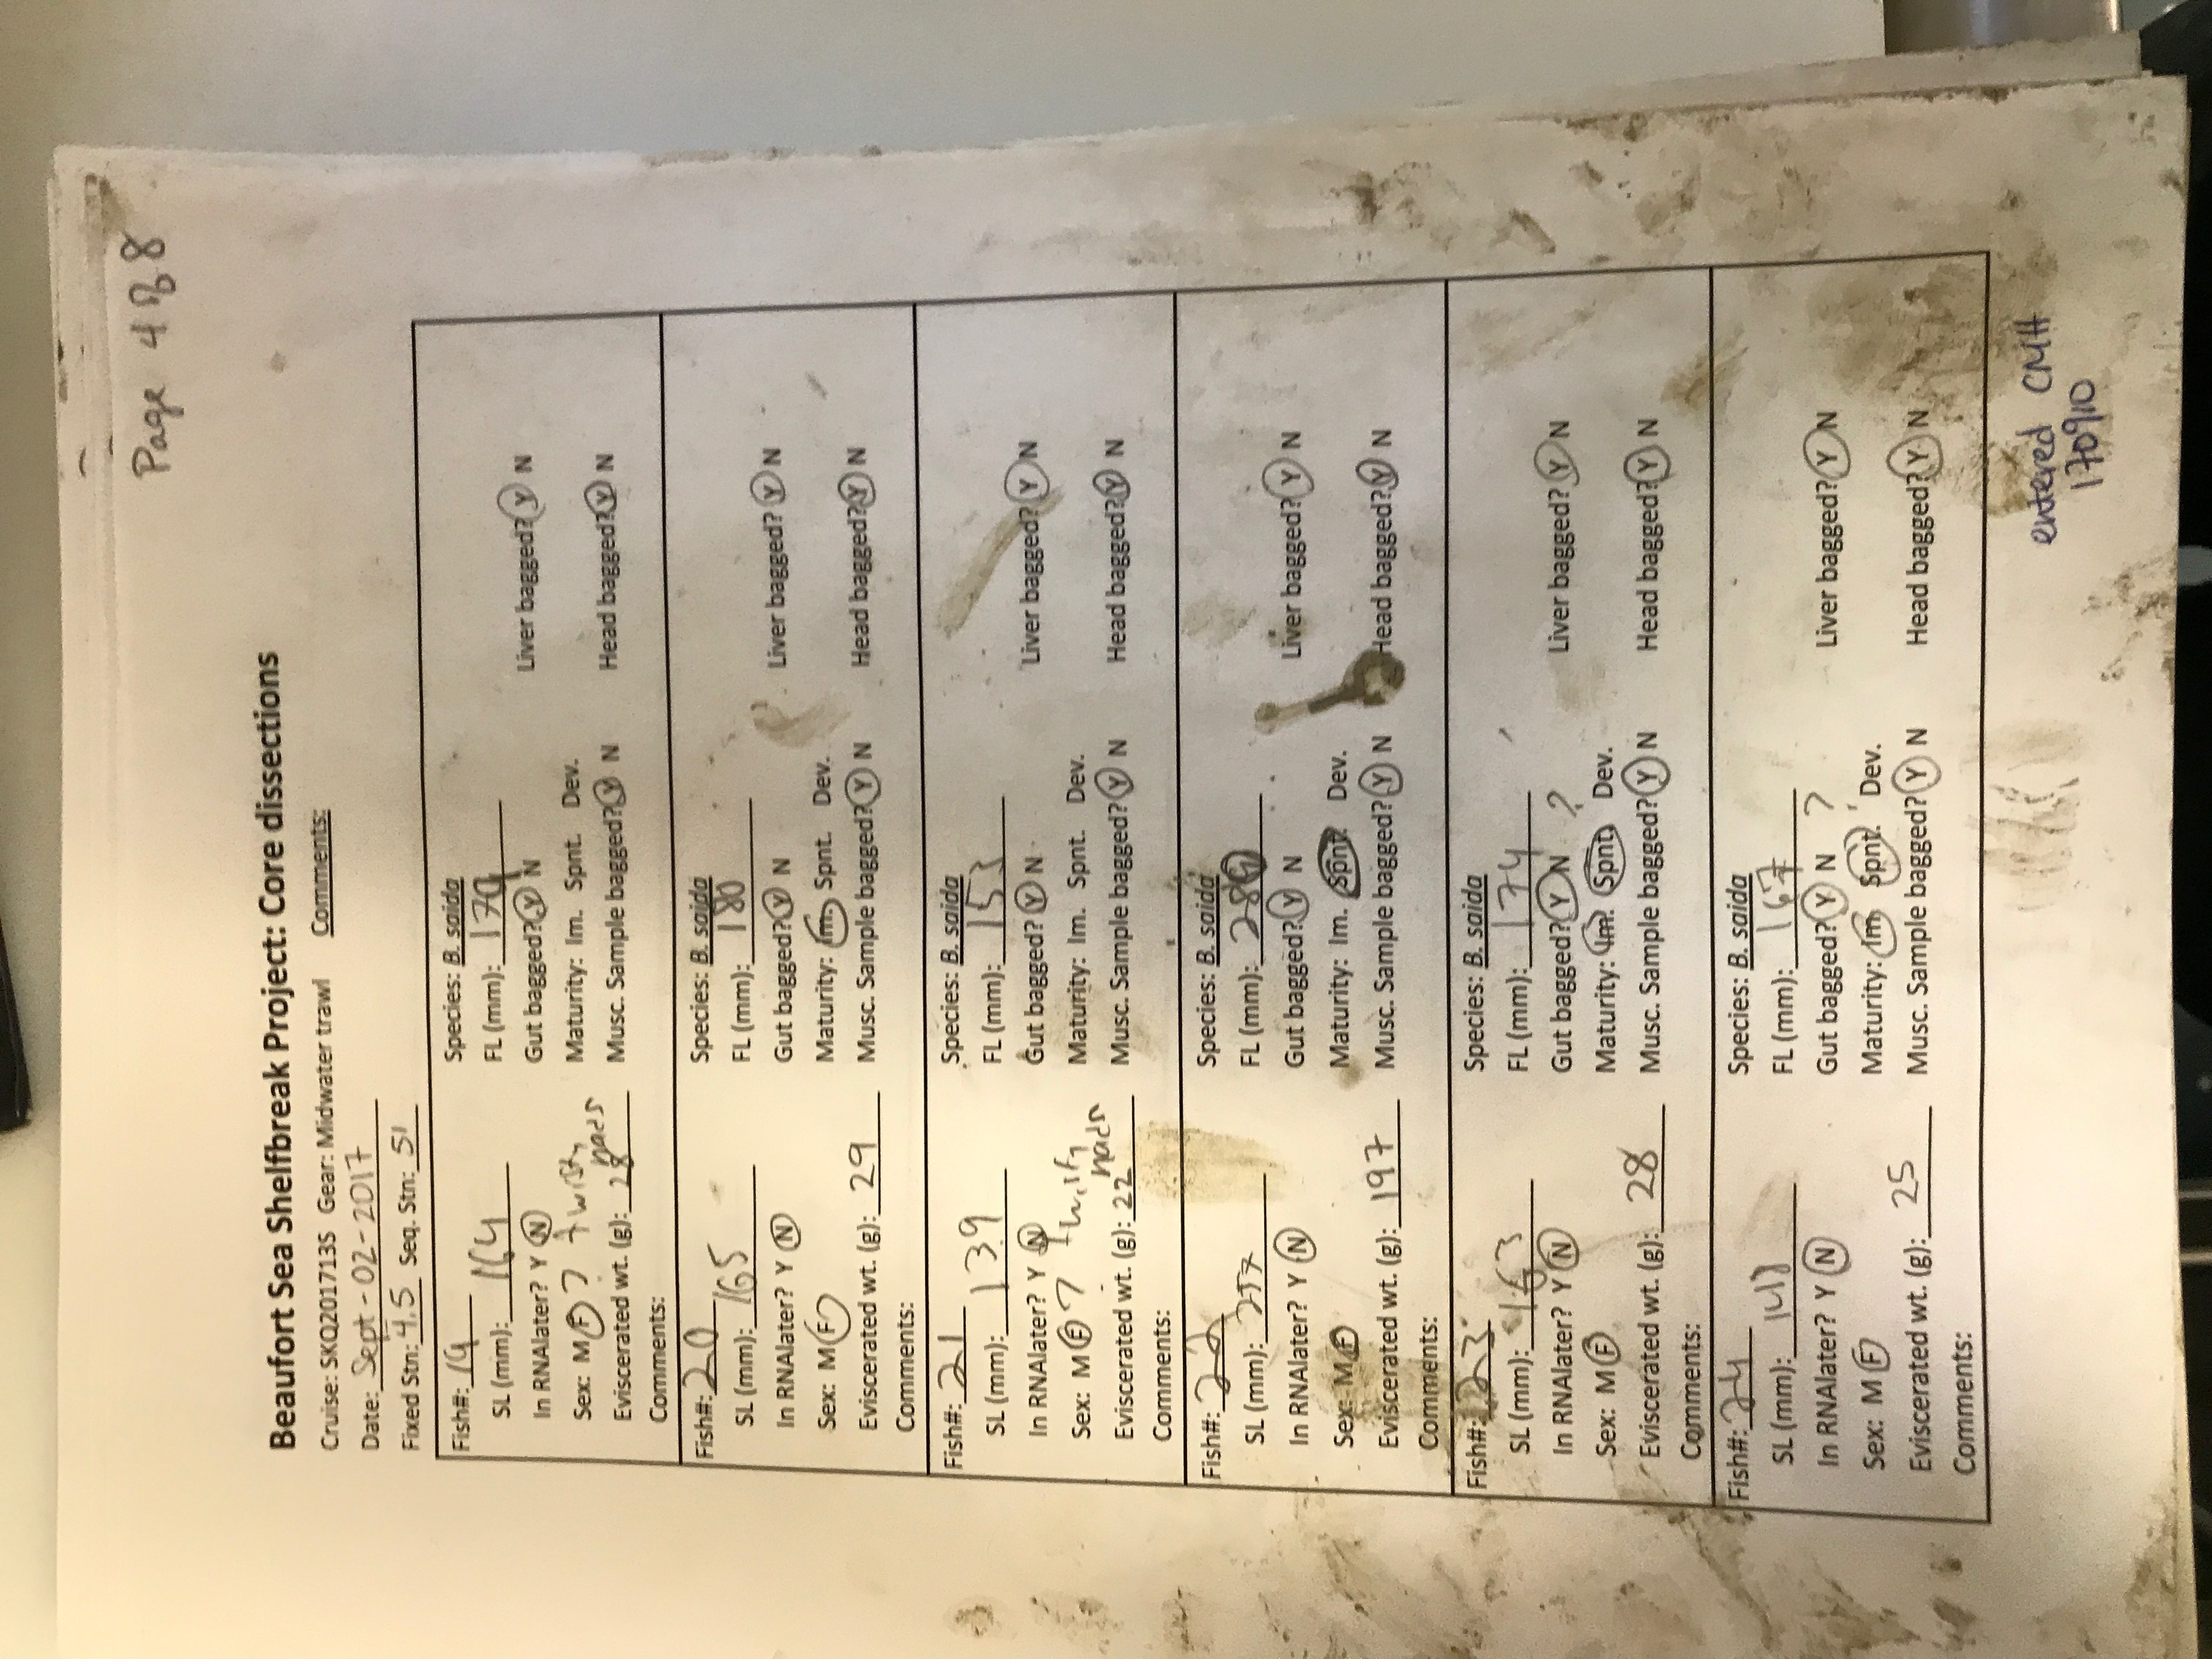 Page 4 of 8
Beaufort Sea Shelfbreak Project: Core dissections
Cruise: SKQ201713S Gear: Midwater trawl Comments:
Date: Sept-02-2017
Fixed Stn: 4.5 Seq. Stn: 51
Fish#: 19 Species: B. saida
SL (mm): 164 FL (mm): 179
In RNAlater? Y N Gut bagged? Y N Liver bagged? Y N
Sex: M F ? twisty nads Maturity: Im. Spnt. Dev.
Eviscerated wt. (g): 28 Musc. Sample bagged? Y N Head bagged? Y N
Comments:
Fish#: 20 Species: B. saida
SL (mm): 165 FL (mm): 180
In RNAlater? Y N Gut bagged? Y N Liver bagged? Y N
Sex: M F Maturity: Im. Spnt. Dev.
Eviscerated wt. (g): 29 Musc. Sample bagged? Y N Head bagged? Y N
Comments:
Fish#: 21 Species: B. saida
SL (mm): 139 FL (mm): 153
In RNAlater? Y N Gut bagged? Y N Liver bagged? Y N
Sex: M F ? twisty nads Maturity: Im. Spnt. Dev.
Eviscerated wt. (g): 22 Musc. Sample bagged? Y N Head bagged? Y N
Comments:
Fish#: 22 Species: B. saida
SL (mm): 257 FL (mm):
In RNAlater? Y N Gut bagged? Y N Liver bagged? Y N
Sex: M F Maturity: Im. Spnt. Dev.
Eviscerated wt. (g): 197 Musc. Sample bagged? Y N Head bagged? Y N
Comments:
Fish#: 23 Species: B. saida
SL (mm): 163 FL (mm): 174
In RNAlater? Y N Gut bagged? Y N Liver bagged? Y N
Sex: M F Maturity: Im. Spnt. Dev. ?
Eviscerated wt. (g): 28 Musc. Sample bagged? Y N Head bagged? Y N
Comments:
Fish#: 24 Species: B. saida
SL (mm): FL (mm): 167
In RNAlater? Y N Gut bagged? Y N Liver bagged? Y N
Sex: M F Maturity: Im Spnt. Dev. ?
Eviscerated wt. (g): 25 Musc. Sample bagged? Y N Head bagged? Y N
Comments:
entered CMH
170910